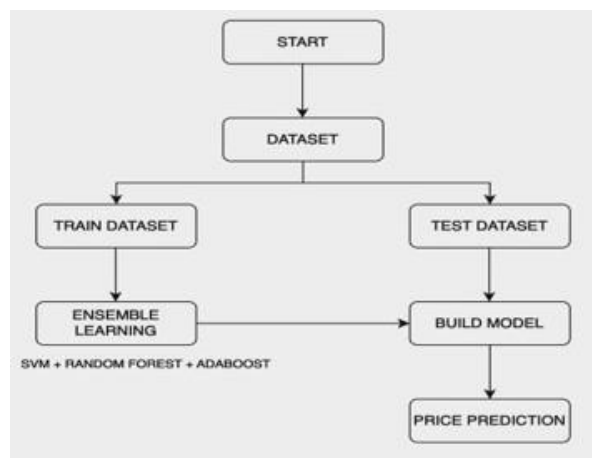 START
DATASET
TRAIN DATASET
TEST DATASET
ENSEMBLE
LEARNING
BUILD MODEL
SVM + RANDOM FOREST + ADABOOST
PRICE PREDICTION